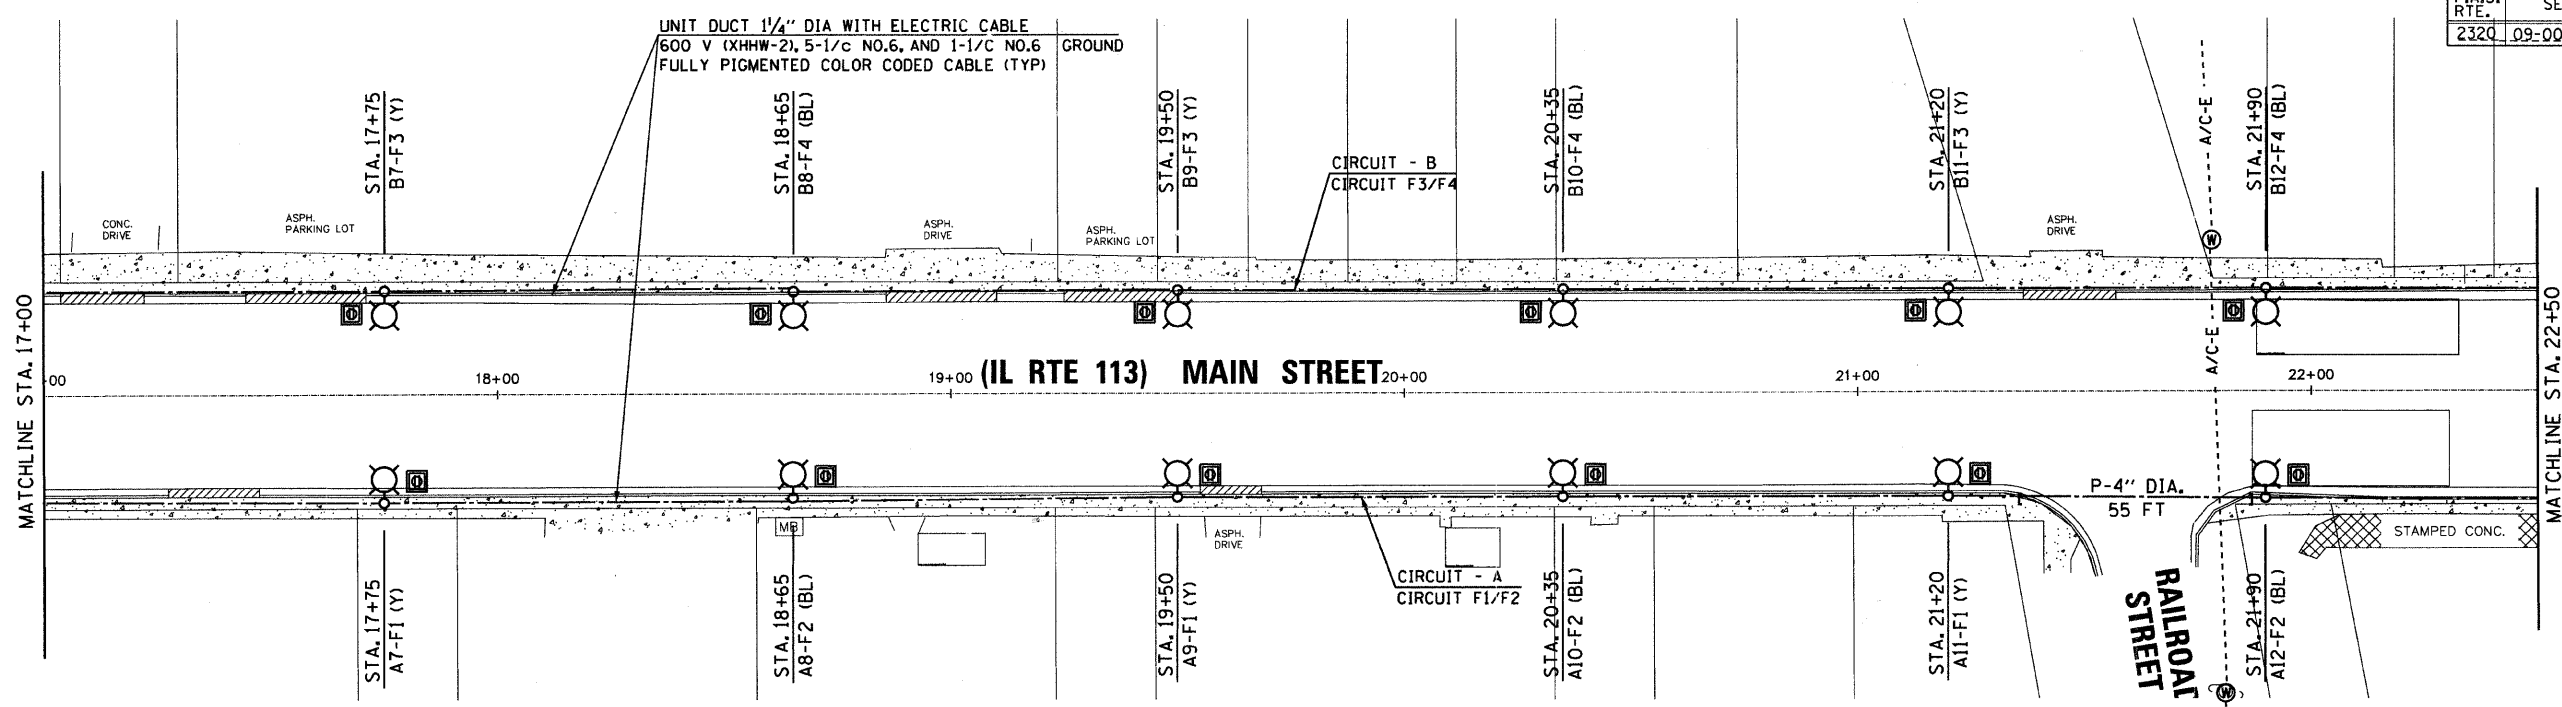 UNIT DUCT 1 1/4" DIA WITH ELECTRIC CABLE
600 V (XHHW-2), 5-1/c NO.6, AND 1-1/C NO.6 GROUND
FULLY PIGMENTED COLOR CODED CABLE (TYP)
RTE.
SE
2320
09-00
STA. 17+75
B7-F3 (Y)
STA. 18+65
B8-F4 (BL)
STA. 19+50
B9-F3 (Y)
STA. 20+35
B10-F4 (BL)
STA. 21+20
B11-F3 (Y)
STA. 21+90
B12-F4 (BL)
A/C-E
CIRCUIT - B
CIRCUIT F3/F4
CONC.
DRIVE
ASPH.
PARKING LOT
ASPH.
DRIVE
ASPH.
PARKING LOT
ASPH.
DRIVE
W
A/C-E
MATCHLINE STA. 17+00
00
18+00
19+00
(IL RTE 113) MAIN STREET
20+00
21+00
22+00
MATCHLINE STA. 22+50
P-4" DIA.
55 FT
MB
ASPH.
DRIVE
STAMPED CONC.
CIRCUIT - A
CIRCUIT F1/F2
STA. 17+75
A7-F1 (Y)
STA. 18+65
A8-F2 (BL)
STA. 19+50
A9-F1 (Y)
STA. 20+35
A10-F2 (BL)
STA. 21+20
A11-F1 (Y)
RAILROAD
STREET
STA. 21+90
A12-F2 (BL)
W